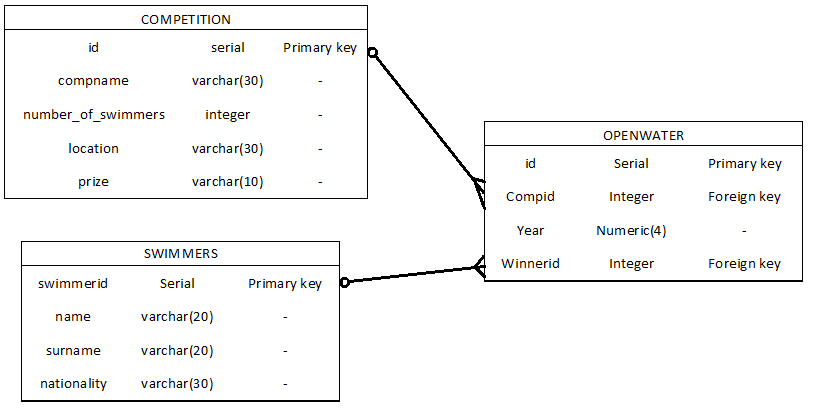 COMPETITION
id serial Primary key
compname varchar(30) -
number_of_swimmers integer -
location varchar(30) -
prize varchar(10) -
OPENWATER
id Serial Primary key
Compid Integer Foreign key
Year Numeric(4) -
Winnerid Integer Foreign key
SWIMMERS
swimmerid Serial Primary key
name varchar(20) -
surname varchar(20) -
nationality varchar(30) -